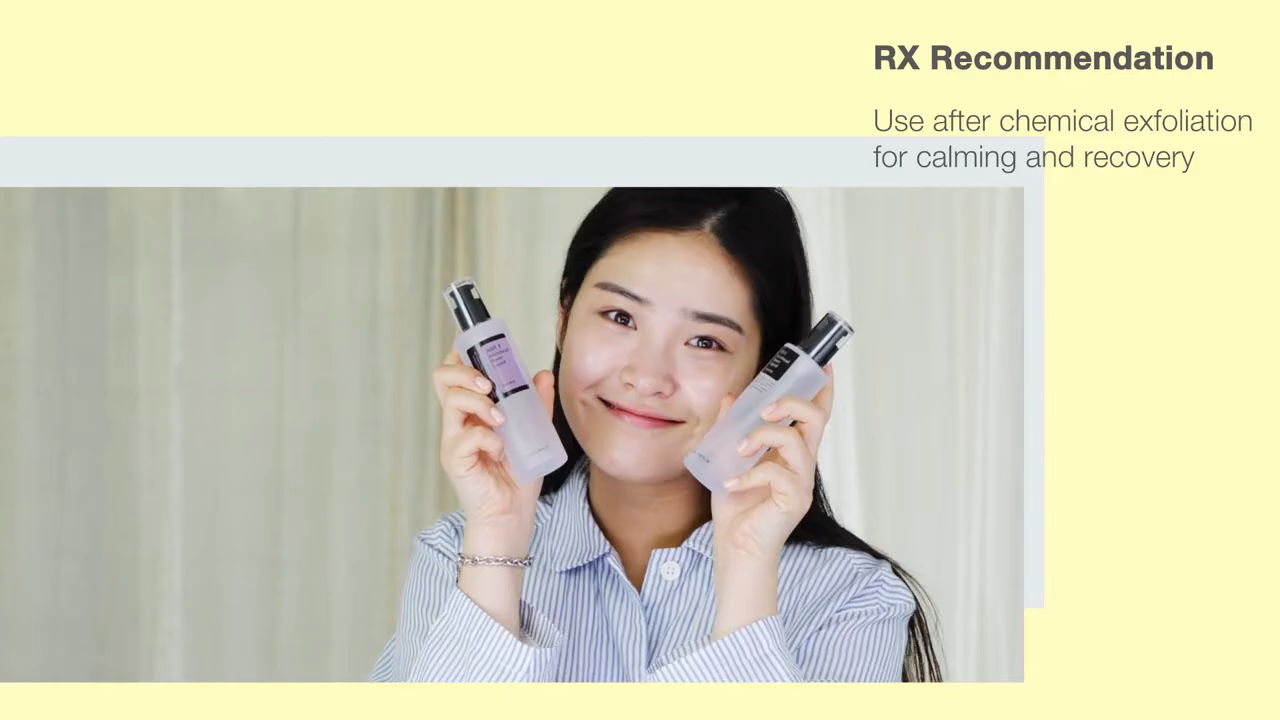 RX Recommendation
Use after chemical exfoliation
for calming and recovery